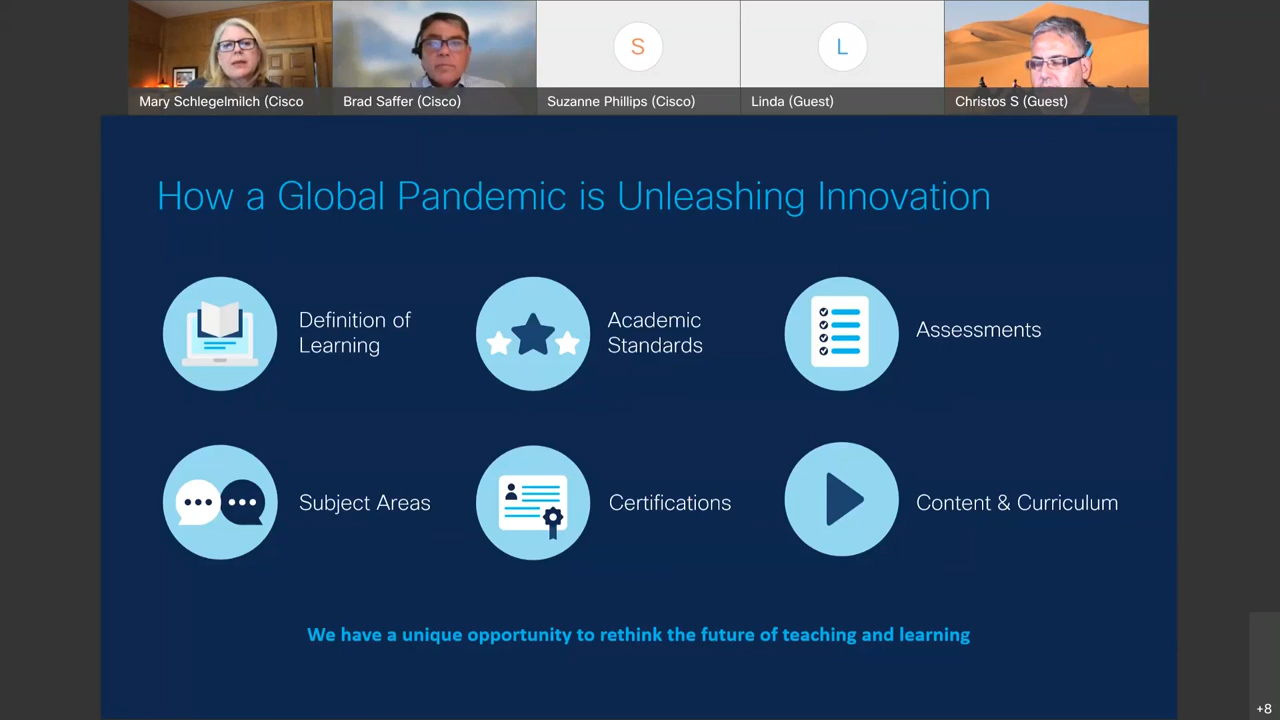 S
L
Mary Schlegelmilch (Cisco
Brad Saffer (Cisco)
Suzanne Phillips (Cisco)
Linda (Guest)
Christos S (Guest)
How a Global Pandemic is Unleashing Innovation
Definition of
Learning
Academic
Standards
Assessments
Subject Areas
Certifications
Content & Curriculum
We have a unique opportunity to rethink the future of teaching and learning
+8